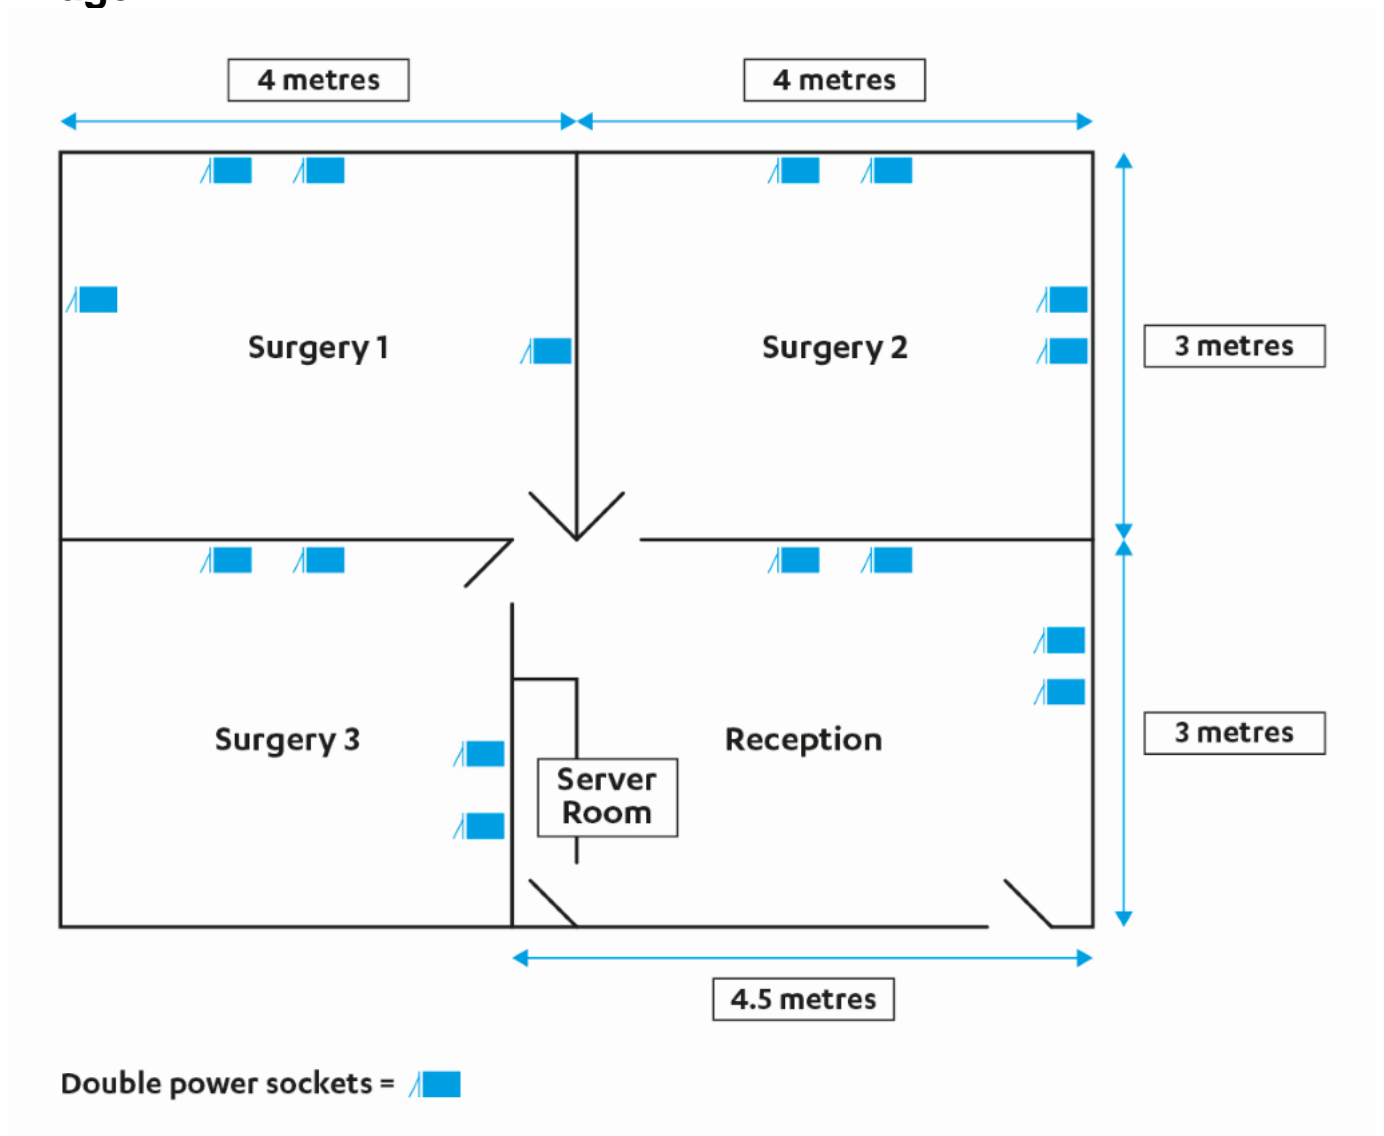 4 metres
4 metres
Surgery 1
Surgery 2
3 metres
Surgery 3
Reception
3 metres
Server
Room
4.5 metres
Double power sockets =